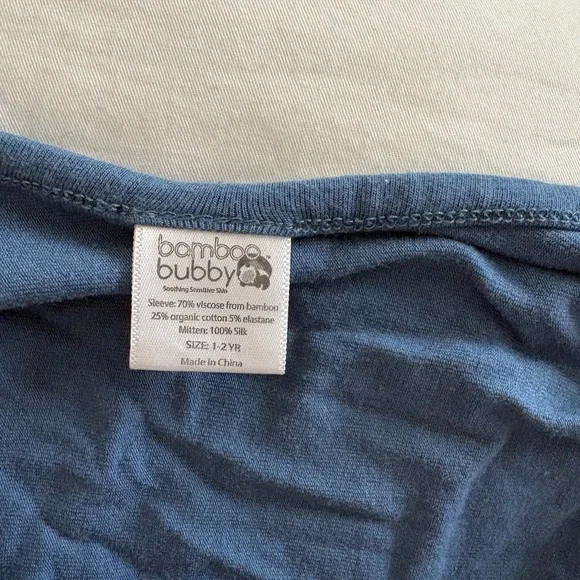 bamboo
bubby
TM
Soothing Sensitive Skin
Sleeve: 70% viscose from bamboo
25% organic cotton 5% elastane
Mitten: 100% Silk
SIZE: 1-2 YR
Made in China